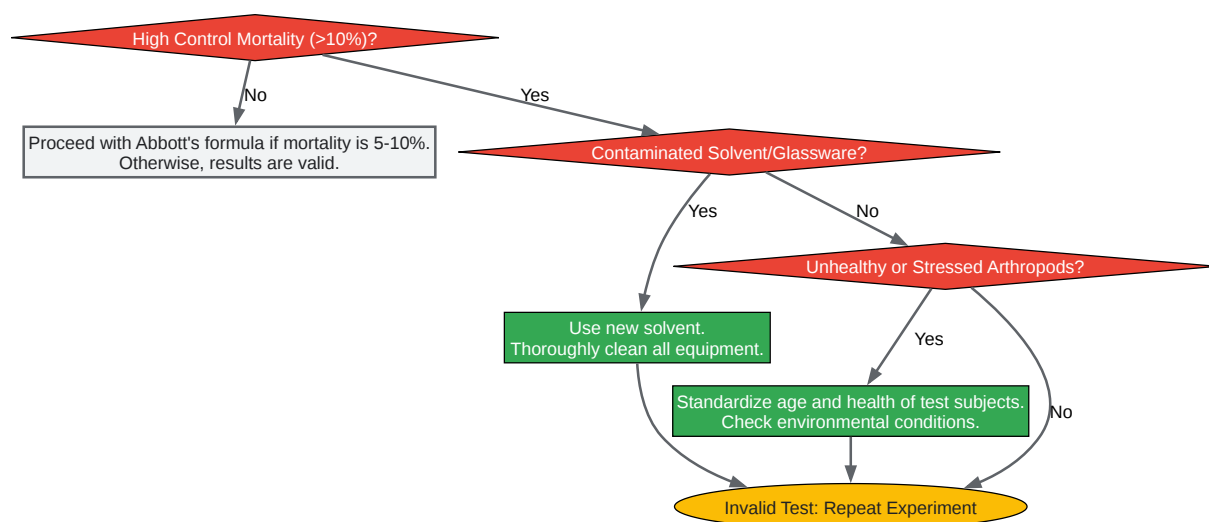 High Control Mortality (>10%)?
No
Yes
Proceed with Abbott's formula if mortality is 5-10%.
Otherwise, results are valid.
Contaminated Solvent/Glassware?
Yes
No
Unhealthy or Stressed Arthropods?
Use new solvent.
Thoroughly clean all equipment.
Yes
Standardize age and health of test subjects.
Check environmental conditions.
No
Invalid Test: Repeat Experiment